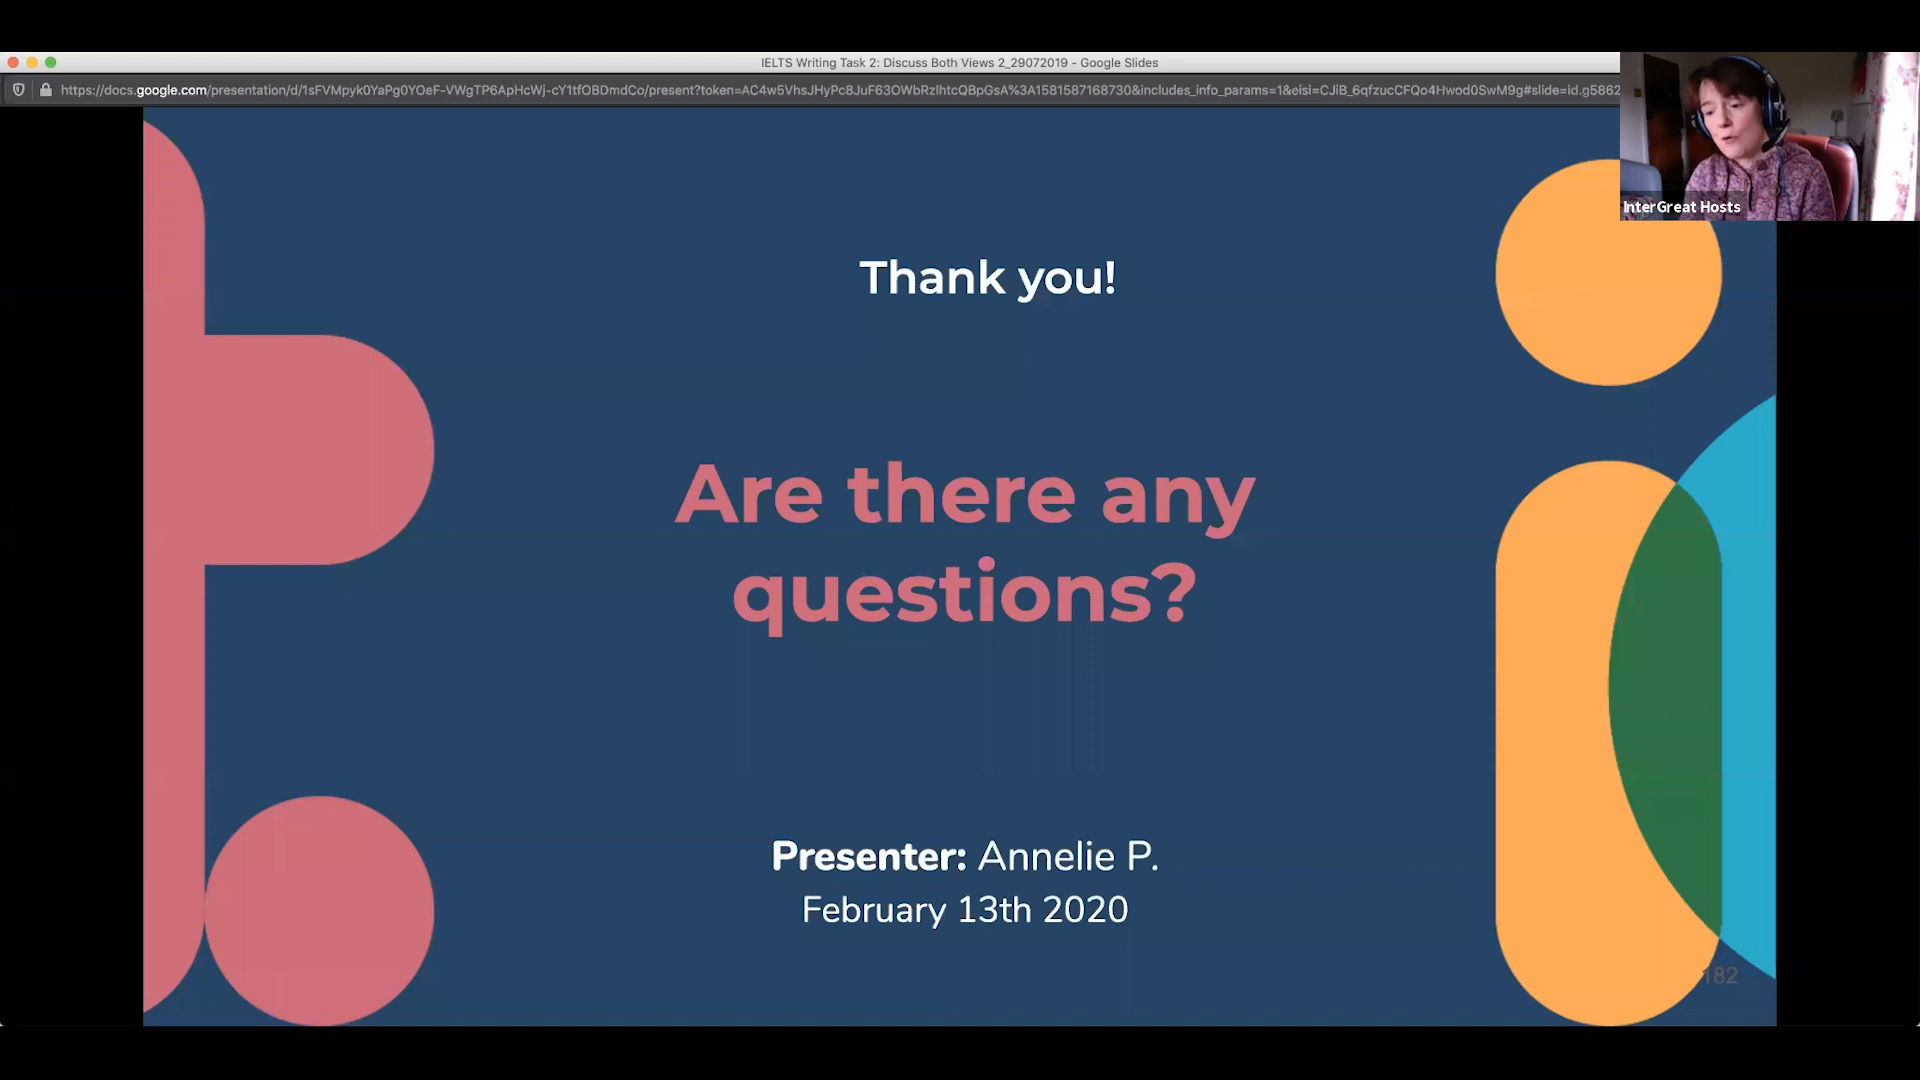 IELTS Writing Task 2: Discuss Both Views 2_29072019 - Google Slides
https://docs.google.com/presentation/d/1sFVMpyk0YaPg0YOeF-VWgTP6ApHcWj-cY1tfOBDmdCo/present?token=AC4w5VhsJHyPc8JuF63OWbRzIhtcQBpGsA%3A1581587168730&includes_info_params=1&eisi=CJiB_6qfzucCFQo4Hwod0SwM9g#slide=id.g5862
InterGreat Hosts
Thank you!
Are there any
questions?
Presenter: Annelie P.
February 13th 2020
182